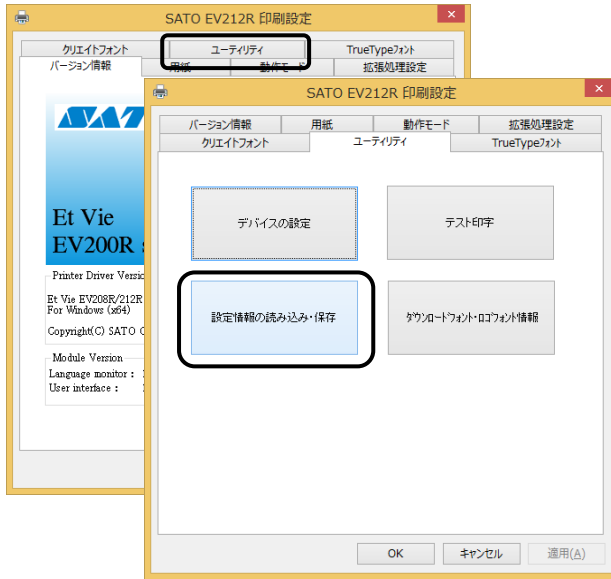 SATO EV212R 印刷設定
クリエイトフォント ユーティリティ TrueTypeﾌｫﾝﾄ
バージョン情報 用紙 動作モード 拡張処理設定
Et Vie
EV200R
Printer Driver
Et Vie EV208R/212R
For Windows (x64)
Copyright(C) SATO
Module Version
Language monitor :
User interface :
SATO EV212R 印刷設定
バージョン情報 用紙 動作モード 拡張処理設定
クリエイトフォント ユーティリティ TrueTypeﾌｫﾝﾄ
デバイスの設定 テスト印字
設定情報の読み込み・保存 ﾀﾞｳﾝﾛｰﾄﾞﾌｫﾝﾄ・ﾛｺﾞﾌｫﾝﾄ情報
OK キャンセル 適用(A)